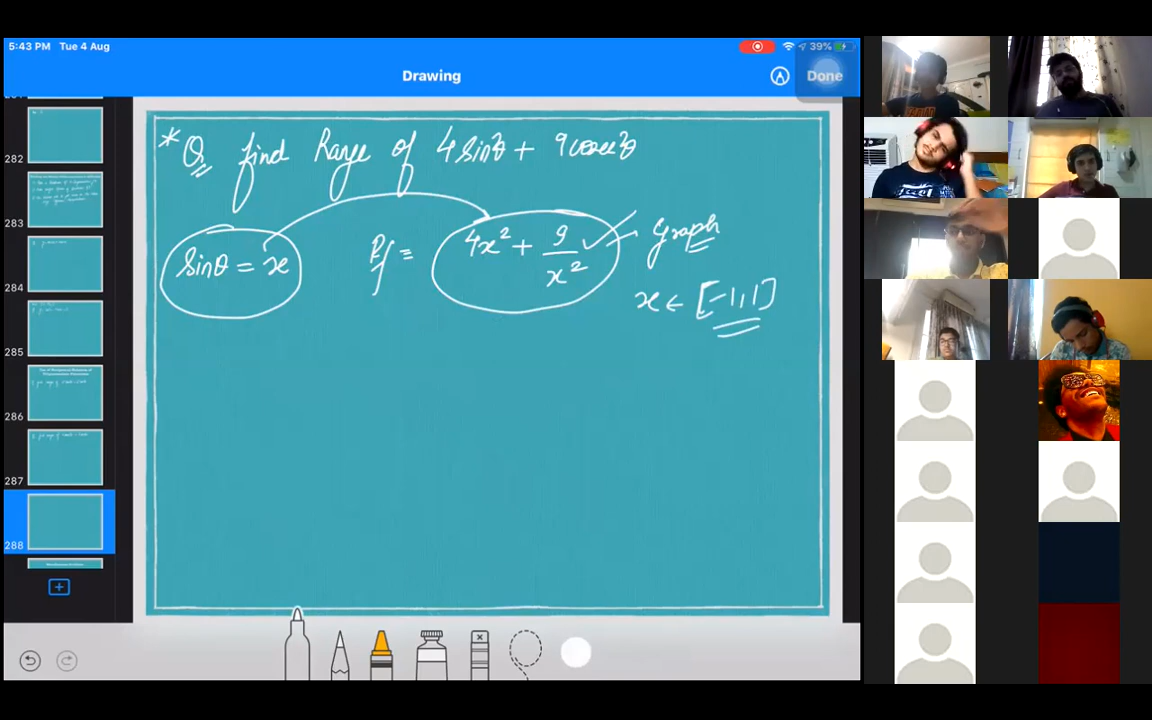 5:43 PM Tue 4 Aug
39%
Drawing
Done
282
283
284
285
286
287
288
* Q. find Range of 4sin²θ + 9cosec²θ
sinθ = x
Rf = 4x² + 9/x²
Graph
x ∈ [-1,1]